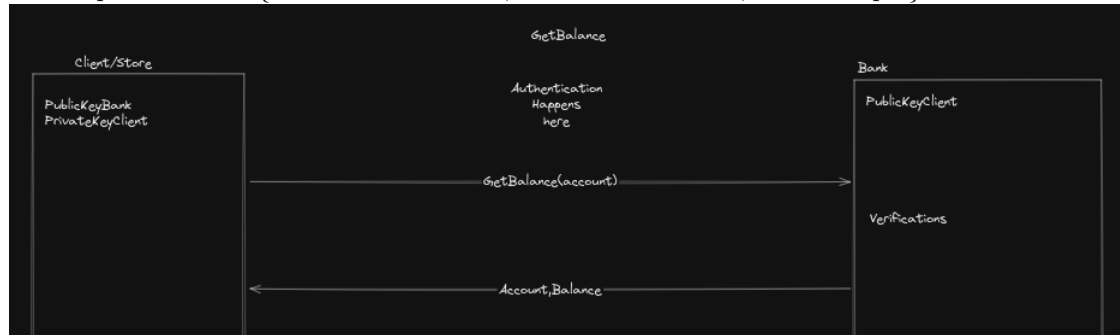 GetBalance
Client/Store
Bank
PublicKeyBank
PrivateKeyClient
Authentication
Happens
here
PublicKeyClient
GetBalance(account)
Verifications
Account,Balance